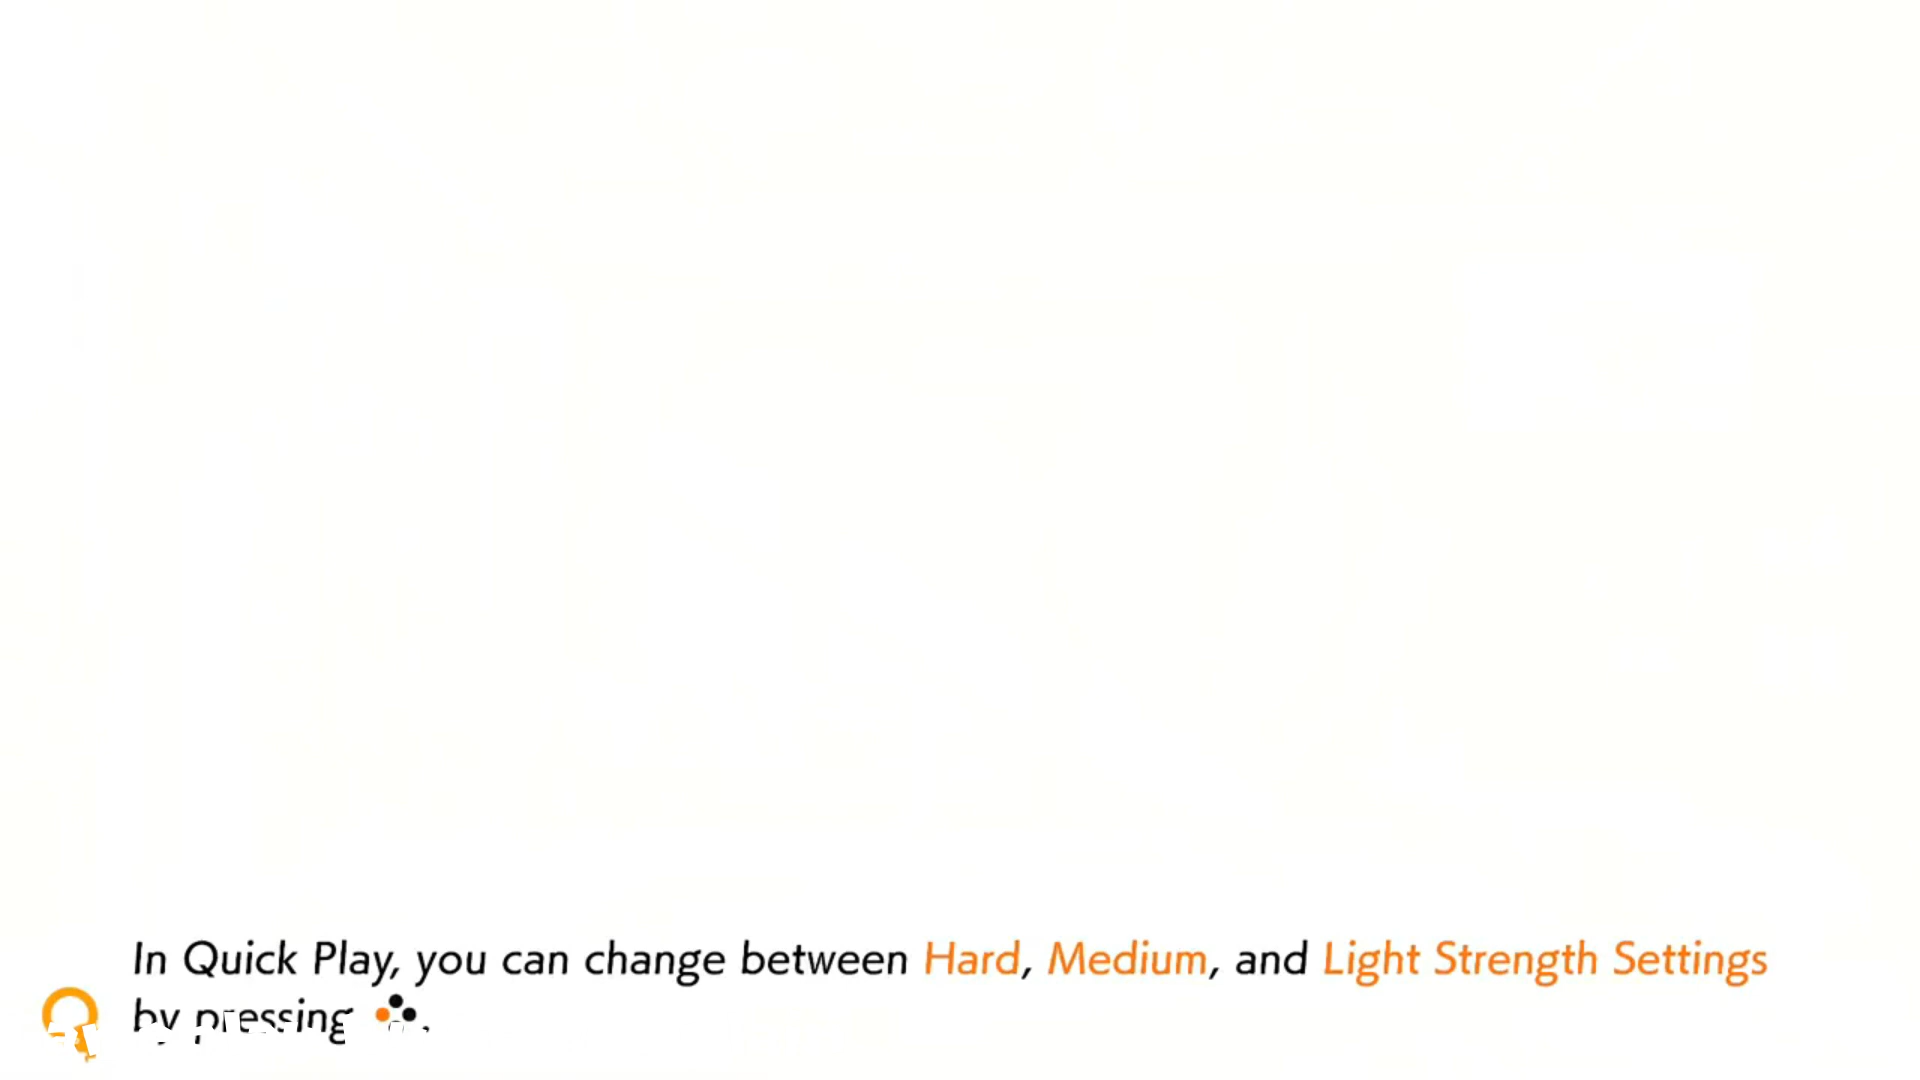 In Quick Play, you can change between Hard, Medium, and Light Strength Settings
by pressing .